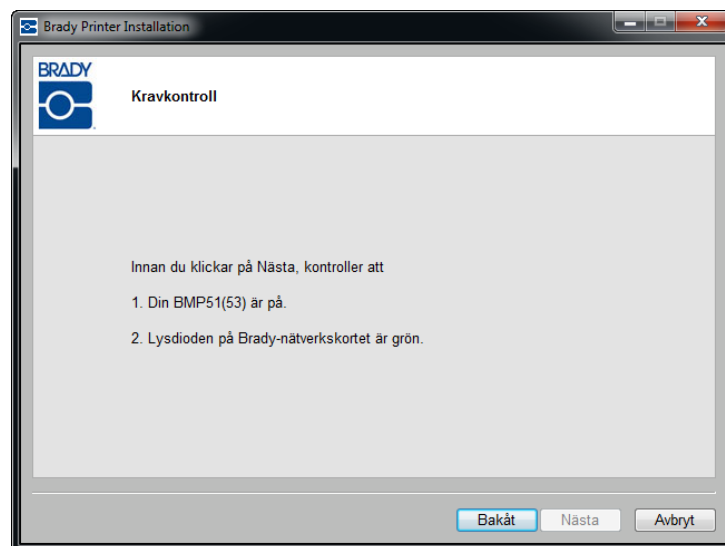 Brady Printer Installation
BRADY
Kravkontroll
Innan du klickar på Nästa, kontroller att
1. Din BMP51(53) är på.
2. Lysdioden på Brady-nätverkskortet är grön.
Bakåt Nästa Avbryt